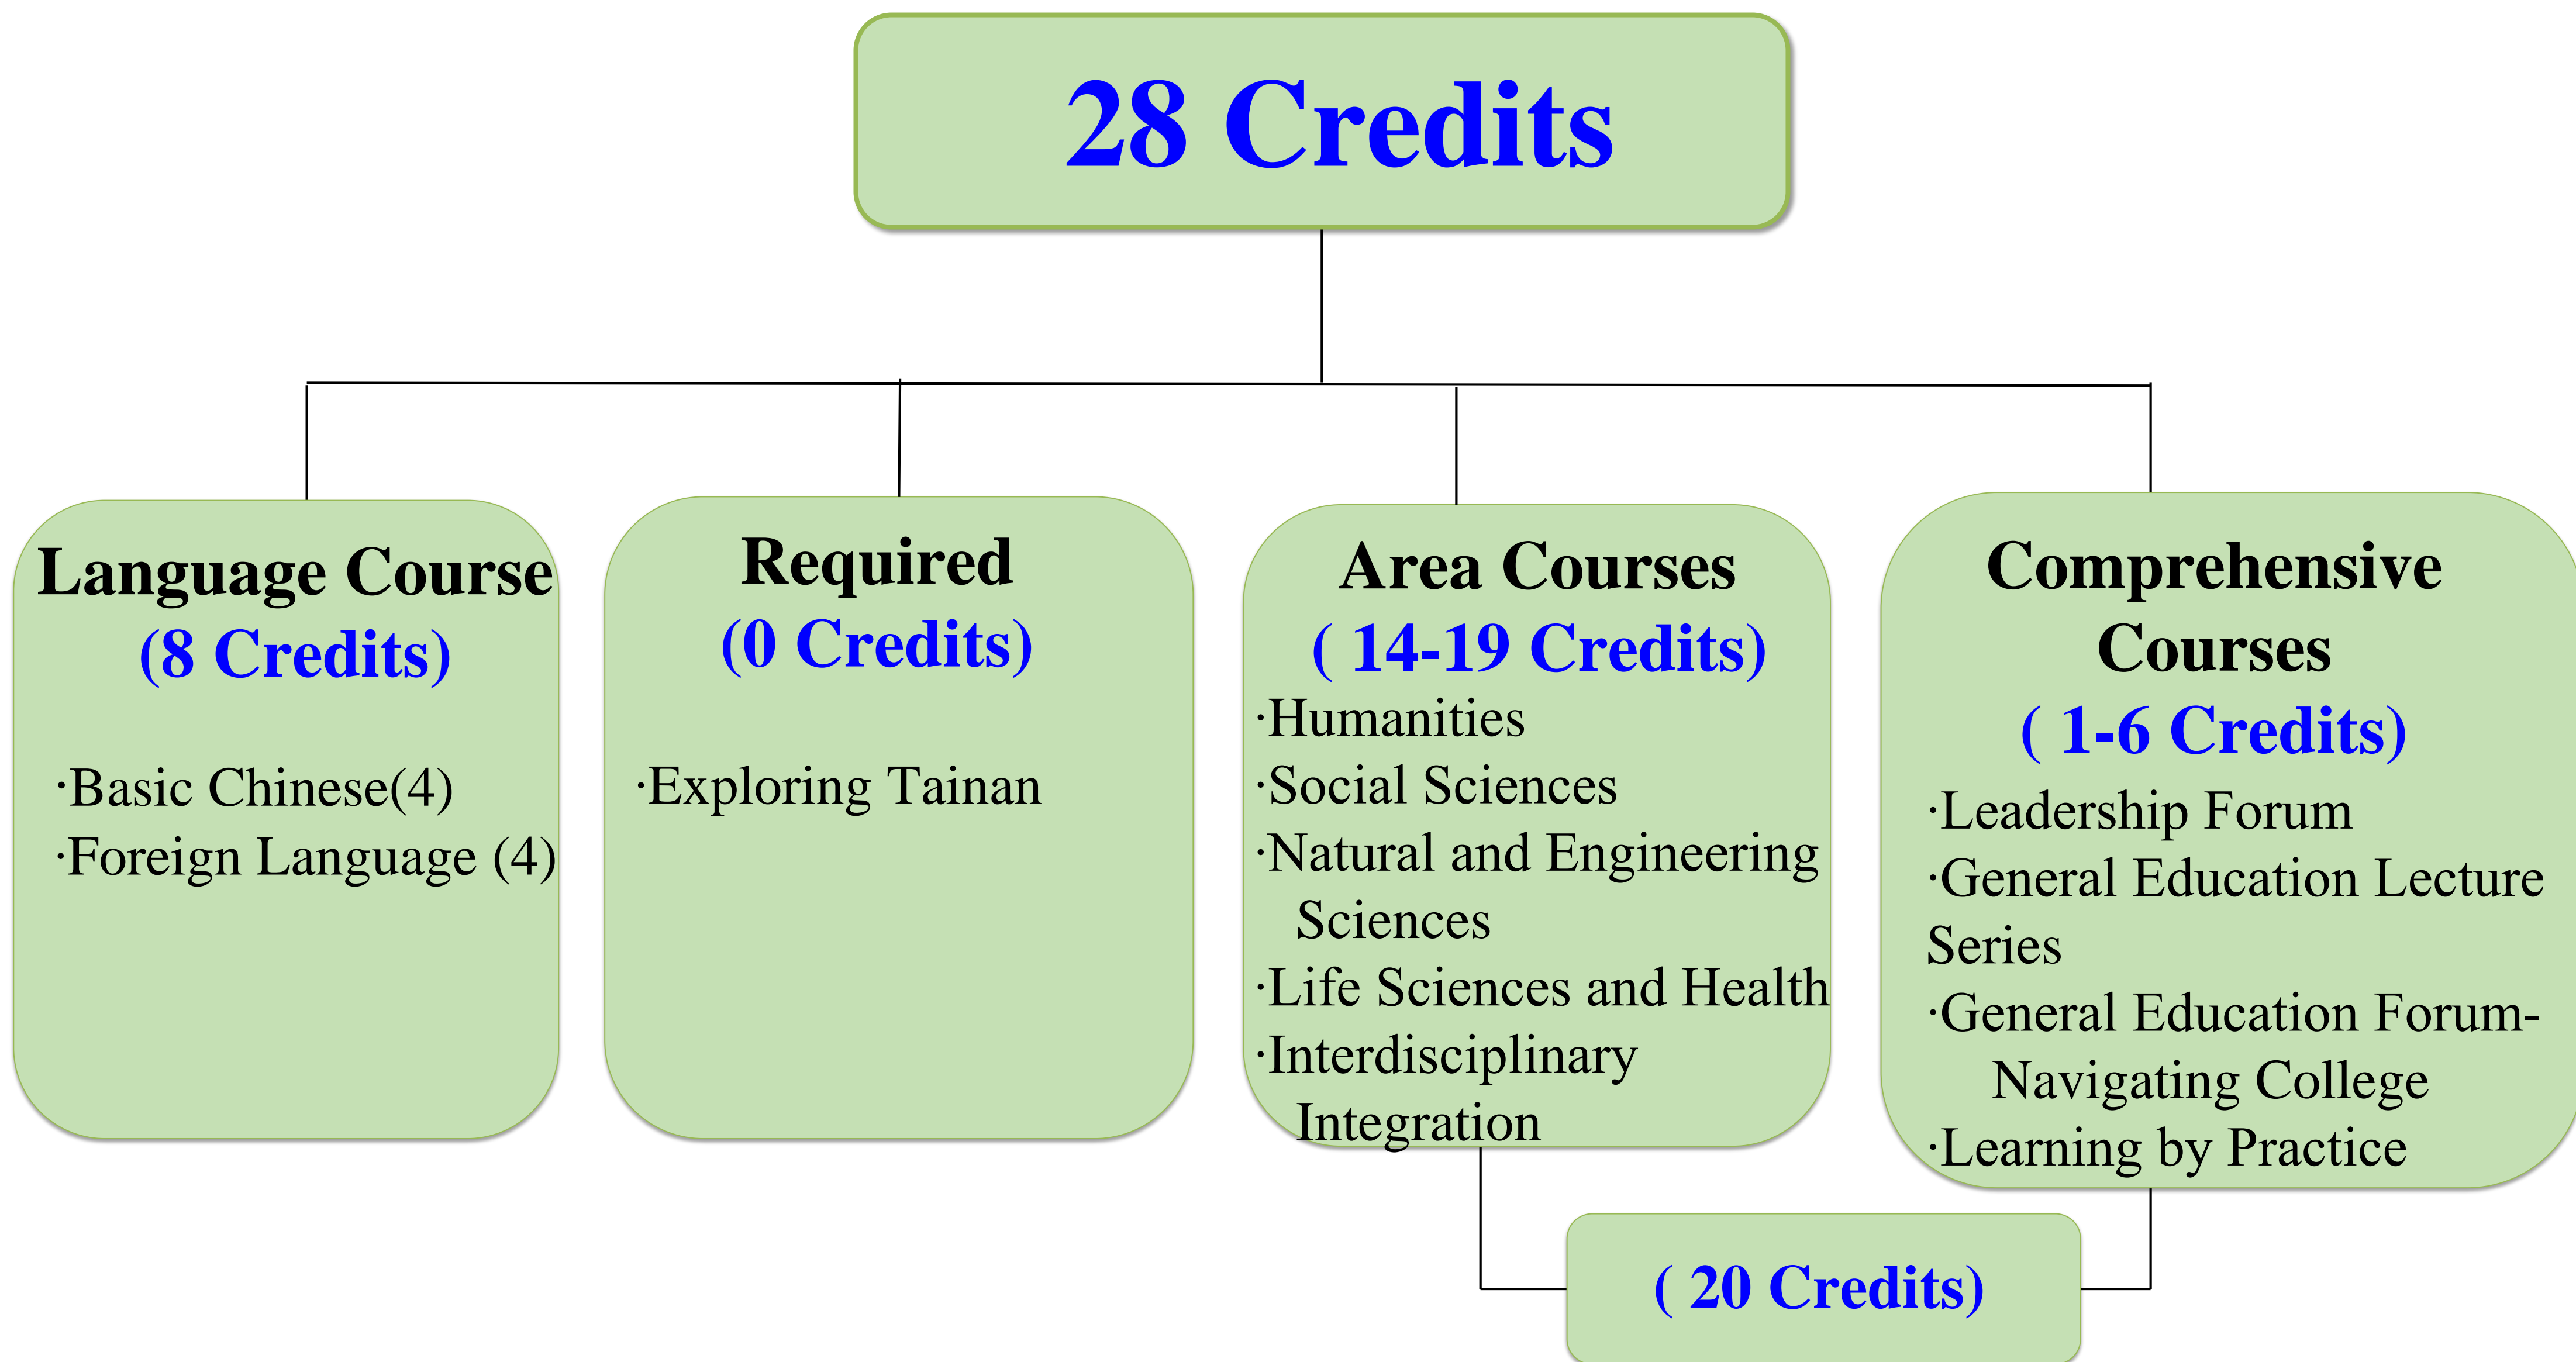 28 Credits
Language Course
(8 Credits)
·Basic Chinese(4)
·Foreign Language (4)
Required
(0 Credits)
·Exploring Tainan
Area Courses
( 14-19 Credits)
·Humanities
·Social Sciences
·Natural and Engineering
Sciences
·Life Sciences and Health
·Interdisciplinary
Integration
Comprehensive
Courses
( 1-6 Credits)
·Leadership Forum
·General Education Lecture
Series
·General Education Forum-
Navigating College
·Learning by Practice
( 20 Credits)